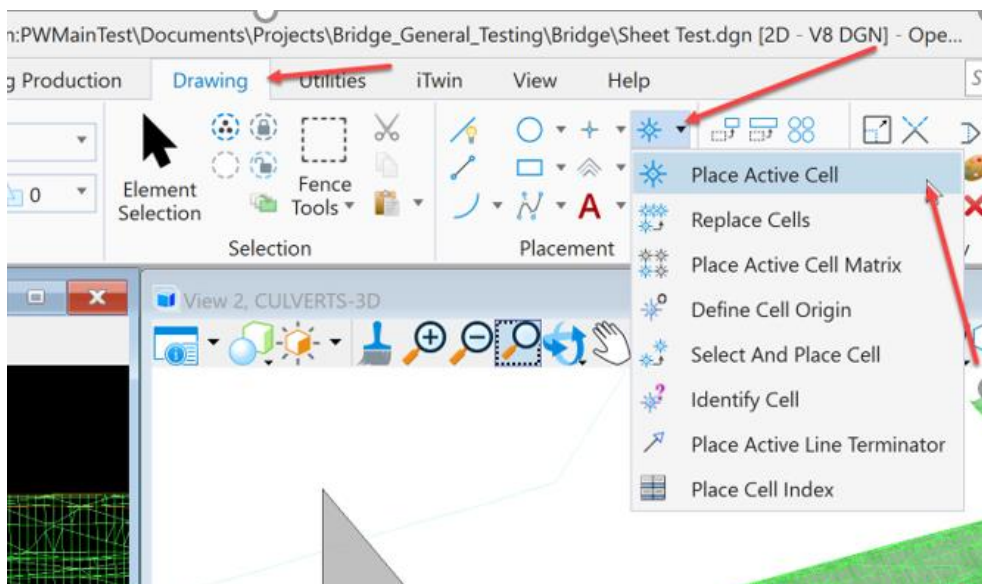 n:PWMainTest\Documents\Projects\Bridge_General_Testing\Bridge\Sheet Test.dgn [2D - V8 DGN] - Ope...
g Production Drawing Utilities iTwin View Help S
0
Element
Selection
Fence
Tools
A
Selection
Placement
Place Active Cell
Replace Cells
Place Active Cell Matrix
Define Cell Origin
Select And Place Cell
Identify Cell
Place Active Line Terminator
Place Cell Index
View 2, CULVERTS-3D